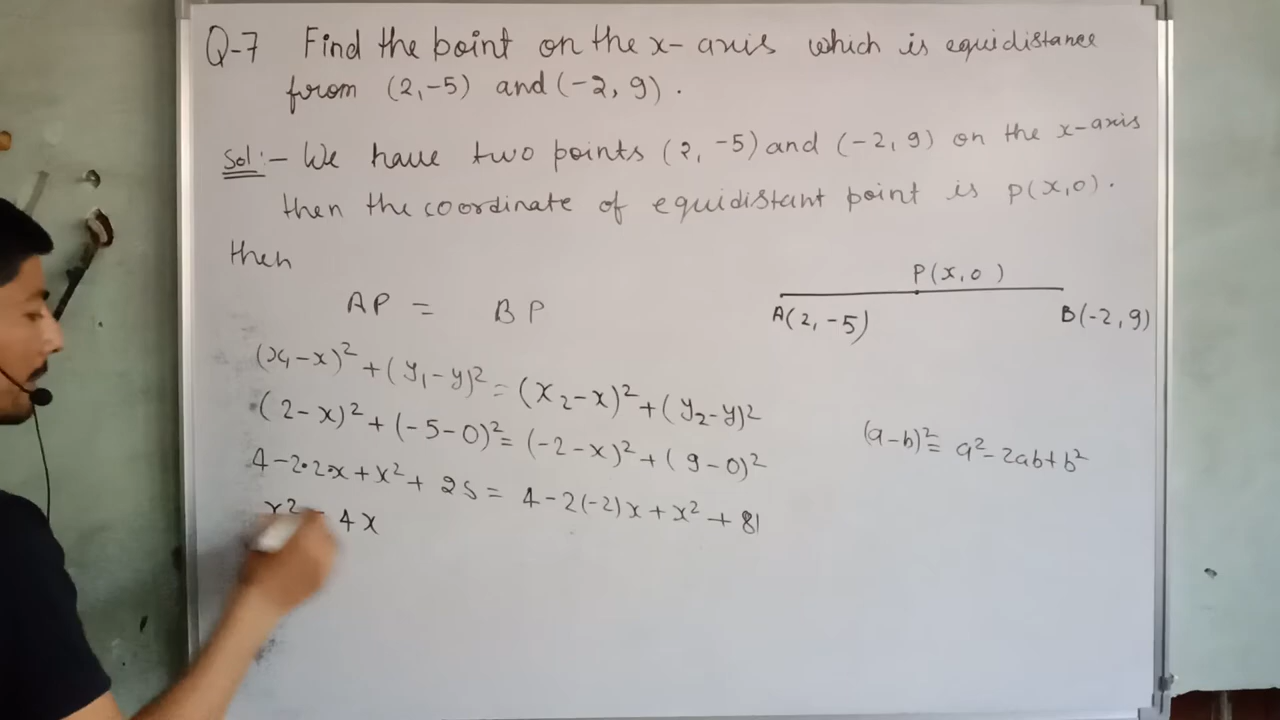 Q-7 Find the point on the x-axis which is equidistance
from (2,-5) and (-2, 9).
Sol:- We have two points (2, -5) and (-2, 9) on the x-axis
then the coordinate of equidistant point is P(x,0).
then
AP = BP
P(x,0)
A(2, -5)
B(-2, 9)
(x₁-x)²+(y₁-y)² = (x₂-x)²+(y₂-y)²
(2-x)²+(-5-0)² = (-2-x)²+(9-0)²
(a-b)² = a²-2ab+b²
4-2·2·x+x²+25 = 4-2(-2)x+x²+81
x² - 4x